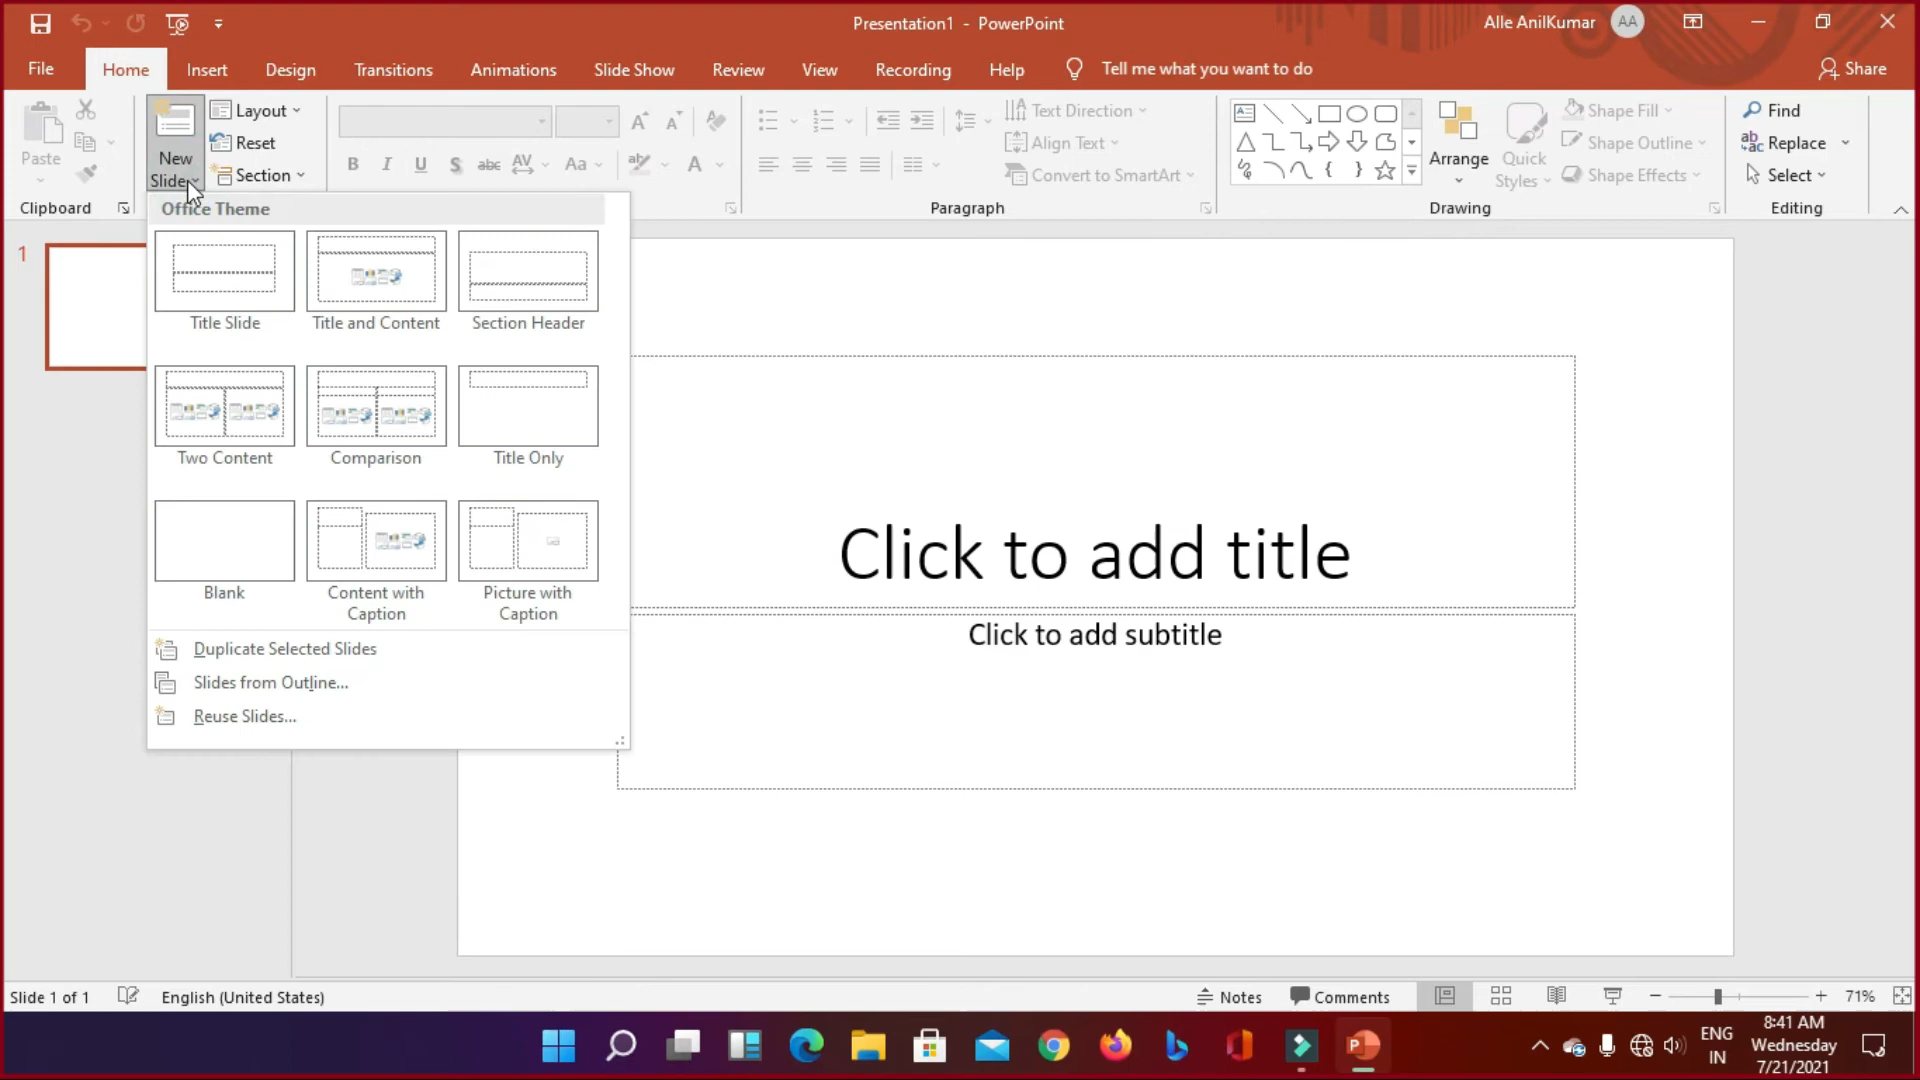 Presentation1 - PowerPoint
Alle AnilKumar
AA
File
Home
Insert
Design
Transitions
Animations
Slide Show
Review
View
Recording
Help
Tell me what you want to do
Share
Paste
New
Slide
Layout
Reset
Section
Clipboard
B
I
U
S
abc
AV
Aa
A
Text Direction
Align Text
Convert to SmartArt
Paragraph
Arrange
Quick
Styles
Shape Fill
Shape Outline
Shape Effects
Drawing
Find
Replace
Select
Editing
Office Theme
Title Slide
Title and Content
Section Header
Two Content
Comparison
Title Only
Blank
Content with
Caption
Picture with
Caption
Duplicate Selected Slides
Slides from Outline...
Reuse Slides...
1
Click to add title
Click to add subtitle
Slide 1 of 1
English (United States)
Notes
Comments
71%
ENG
IN
8:41 AM
Wednesday
7/21/2021